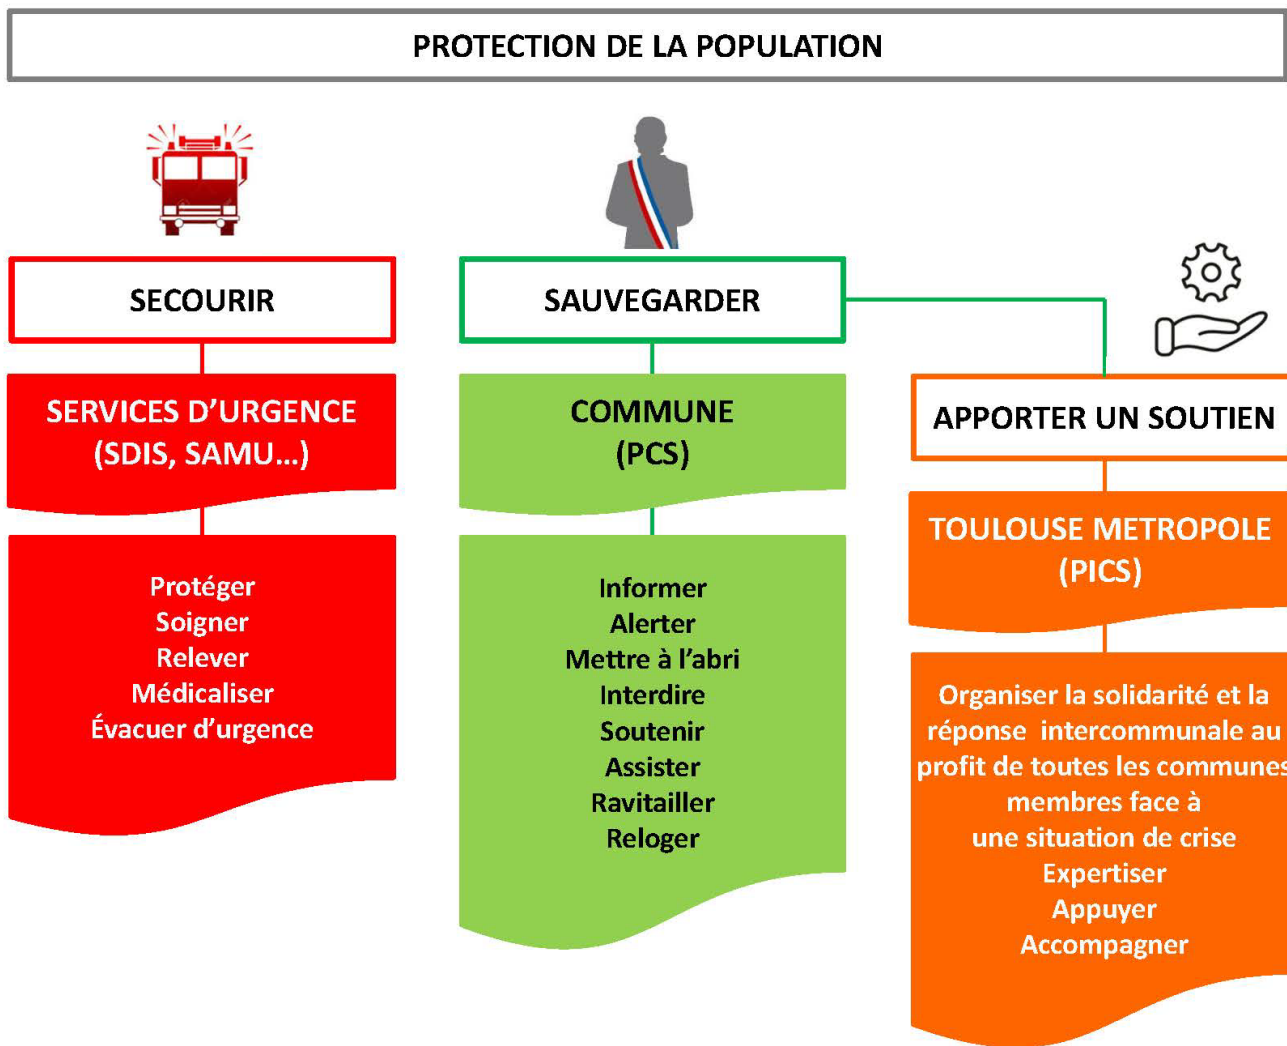 PROTECTION DE LA POPULATION
SECOURIR
SERVICES D’URGENCE
(SDIS, SAMU...)
Protéger
Soigner
Relever
Médicaliser
Évacuer d’urgence
SAUVEGARDER
COMMUNE
(PCS)
Informer
Alerter
Mettre à l’abri
Interdire
Soutenir
Assister
Ravitailler
Reloger
APPORTER UN SOUTIEN
TOULOUSE METROPOLE
(PICS)
Organiser la solidarité et la
réponse intercommunale au
profit de toutes les communes
membres face à
une situation de crise
Expertiser
Appuyer
Accompagner